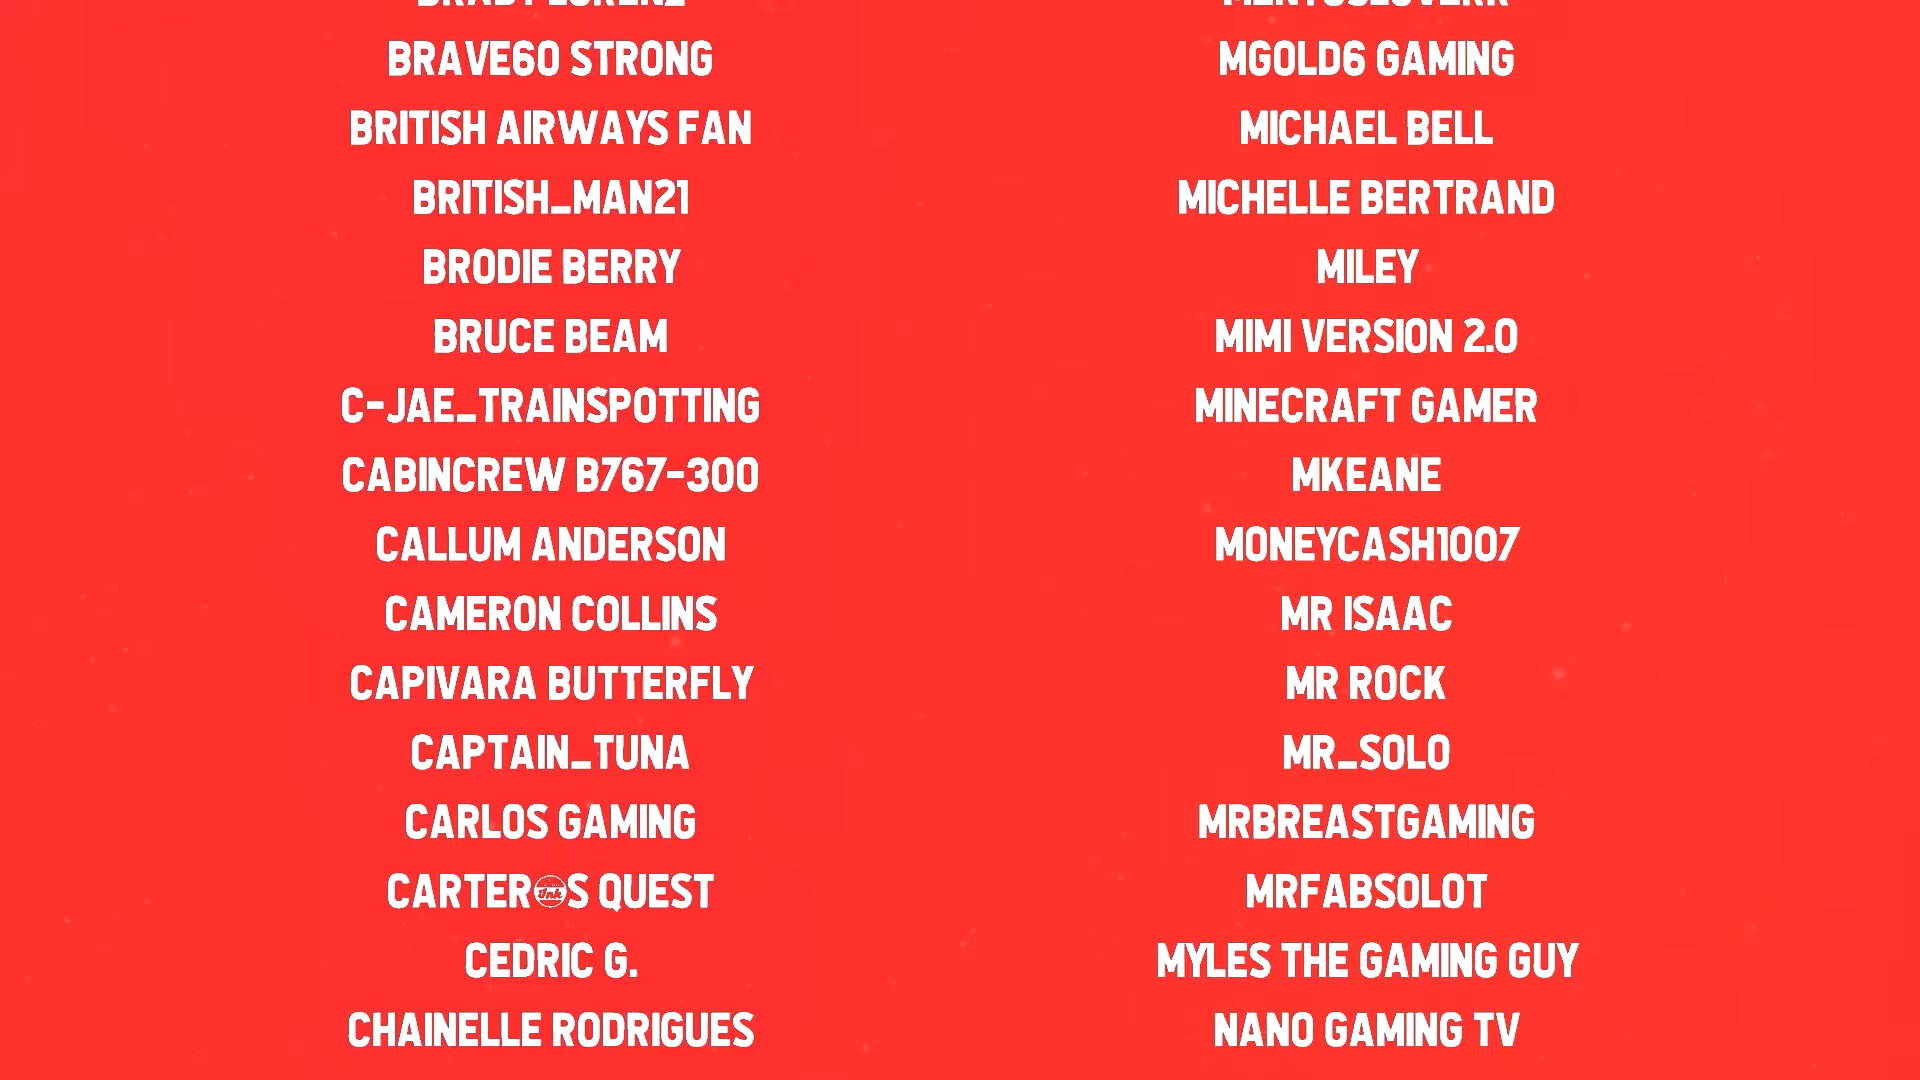 BRAVE60 STRONG
BRITISH AIRWAYS FAN
BRITISH_MAN21
BRODIE BERRY
BRUCE BEAM
C-JAE_TRAINSPOTTING
CABINCREW B767-300
CALLUM ANDERSON
CAMERON COLLINS
CAPIVARA BUTTERFLY
CAPTAIN_TUNA
CARLOS GAMING
CARTER S QUEST
CEDRIC G.
CHAINELLE RODRIGUES
MGOLD6 GAMING
MICHAEL BELL
MICHELLE BERTRAND
MILEY
MIMI VERSION 2.0
MINECRAFT GAMER
MKEANE
MONEYCASH1007
MR ISAAC
MR ROCK
MR_SOLO
MRBREASTGAMING
MRFABSOLOT
MYLES THE GAMING GUY
NANO GAMING TV